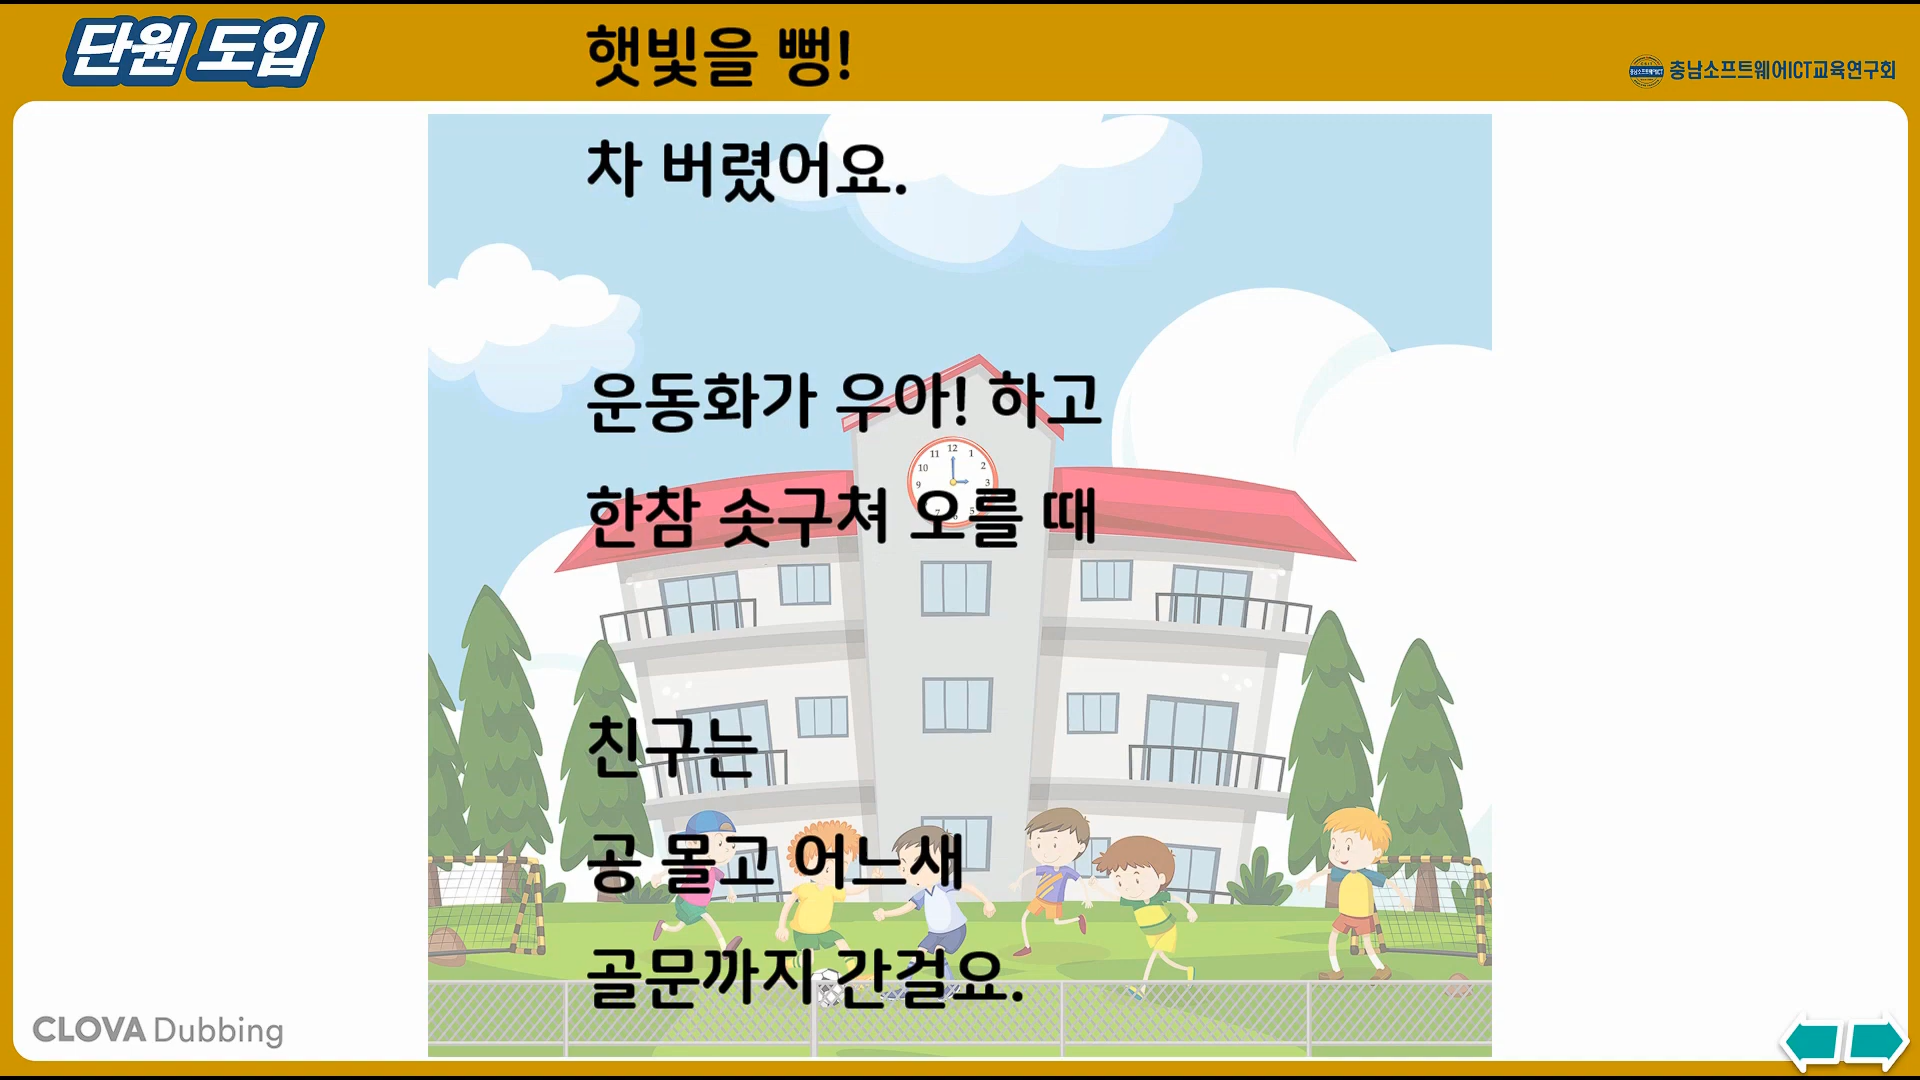 단원 도입
햇빛을 뻥!
충남소프트웨어ICT교육연구회
차 버렸어요.
운동화가 우아! 하고
한참 솟구쳐 오를 때
친구는
공 몰고 어느새
골문까지 간걸요.
CLOVA Dubbing